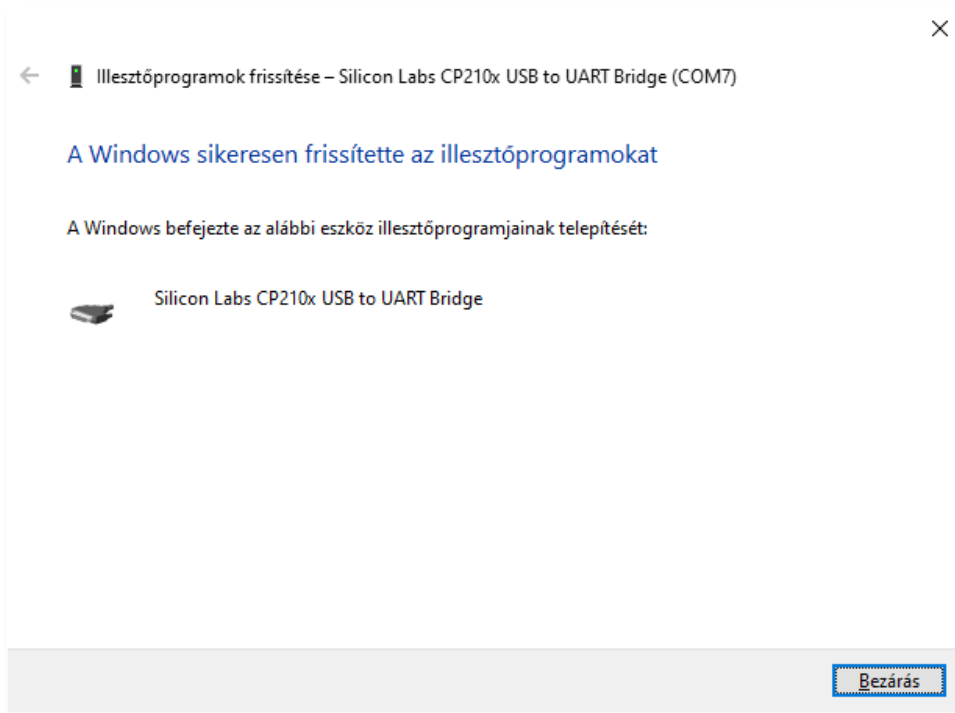 Illesztőprogramok frissítése – Silicon Labs CP210x USB to UART Bridge (COM7)
A Windows sikeresen frissítette az illesztőprogramokat
A Windows befejezte az alábbi eszköz illesztőprogramjainak telepítését:
Silicon Labs CP210x USB to UART Bridge
Bezárás